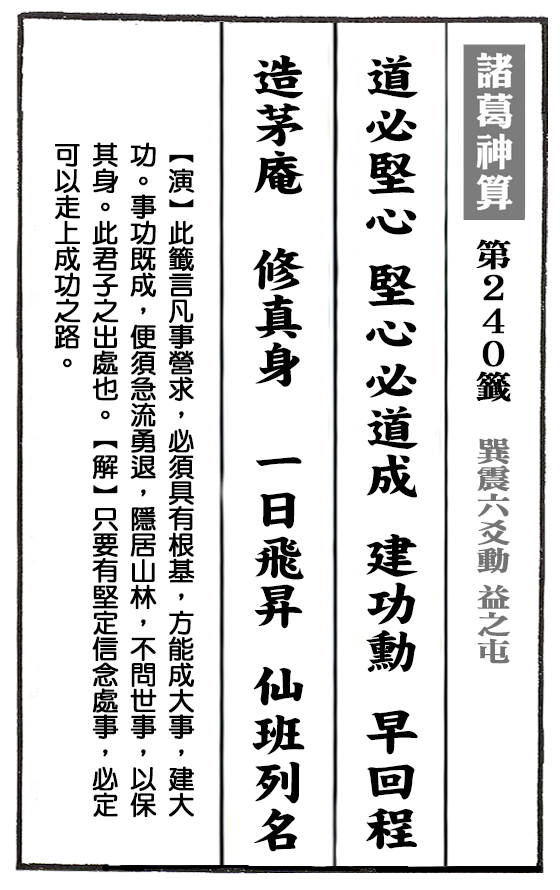 諸葛神算 第240籤 巽震六爻動 益之屯
道必堅心 堅心必道成 建功勳 早回程
造茅庵 修真身 一日飛昇 仙班列名
【演】此籤言凡事營求，必須具有根基，方能成大事，建大
功。事功既成，便須急流勇退，隱居山林，不問世事，以保
其身。此君子之出處也。【解】只要有堅定信念處事，必定
可以走上成功之路。